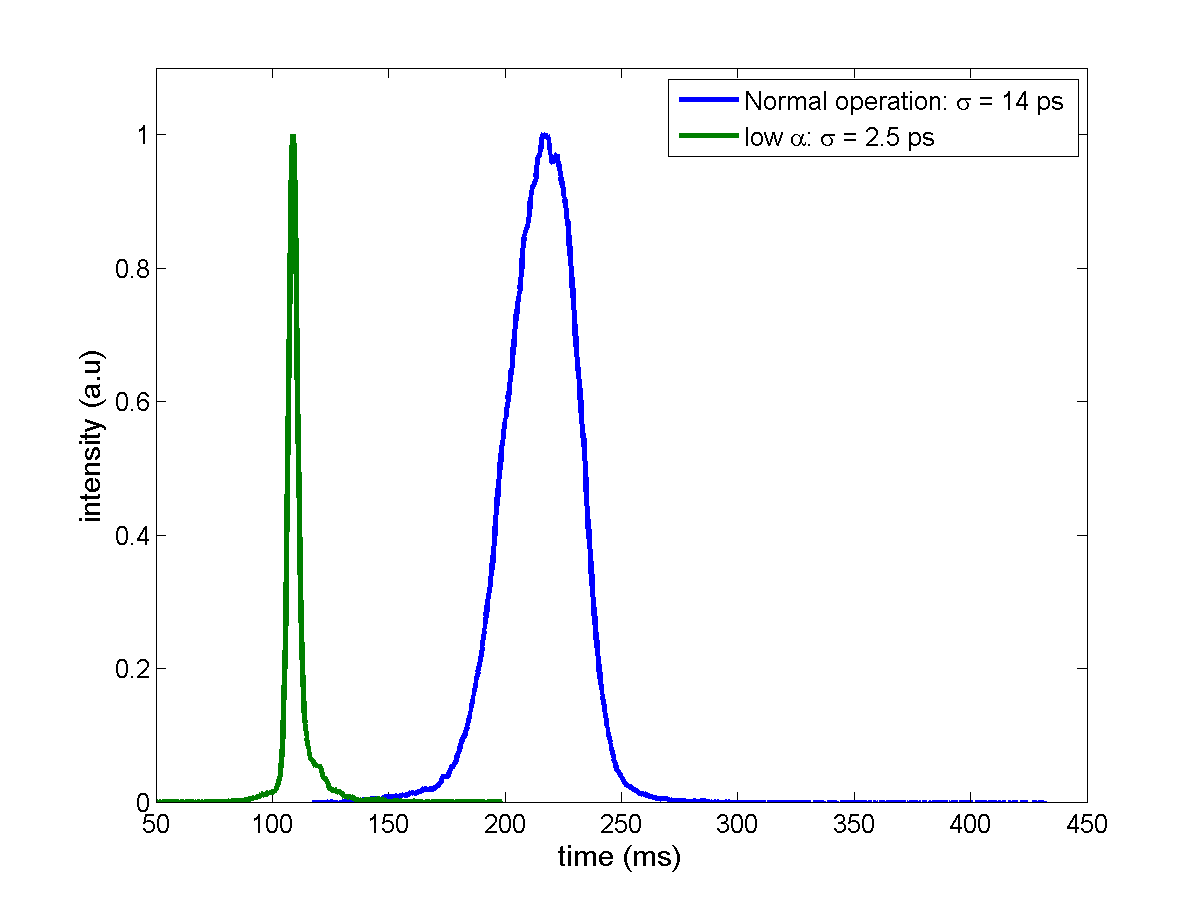 Normal operation: σ = 14 ps
low α: σ = 2.5 ps
1
0.8
0.6
0.4
0.2
0
intensity (a.u)
50 100 150 200 250 300 350 400 450
time (ms)